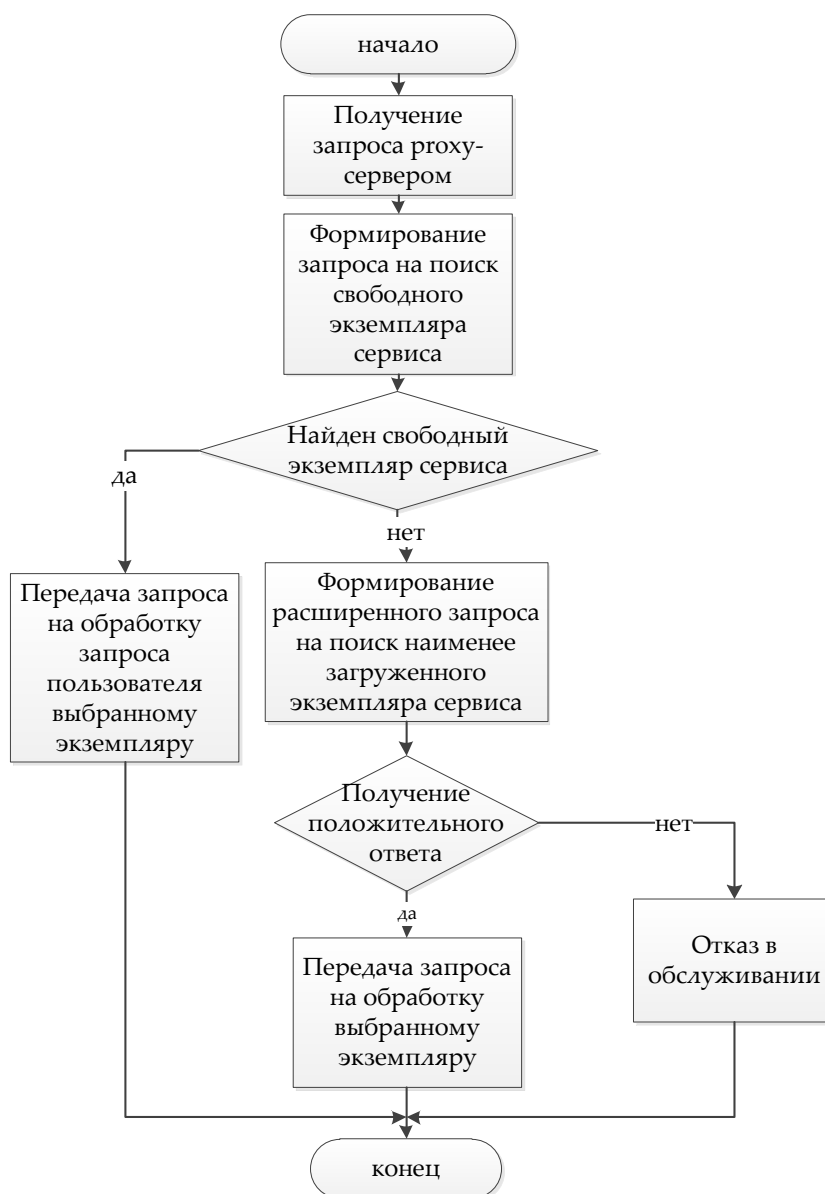 начало
Получение
запроса proxy-
сервером
Формирование
запроса на поиск
свободного
экземпляра
сервиса
Найден свободный
экземпляр сервиса
да
нет
Передача запроса
на обработку
запроса
пользователя
выбранному
экземпляру
Формирование
расширенного запроса
на поиск наименее
загруженного
экземпляра сервиса
Получение
положительного
ответа
нет
да
Передача запроса
на обработку
выбранному
экземпляру
Отказ в
обслуживании
конец